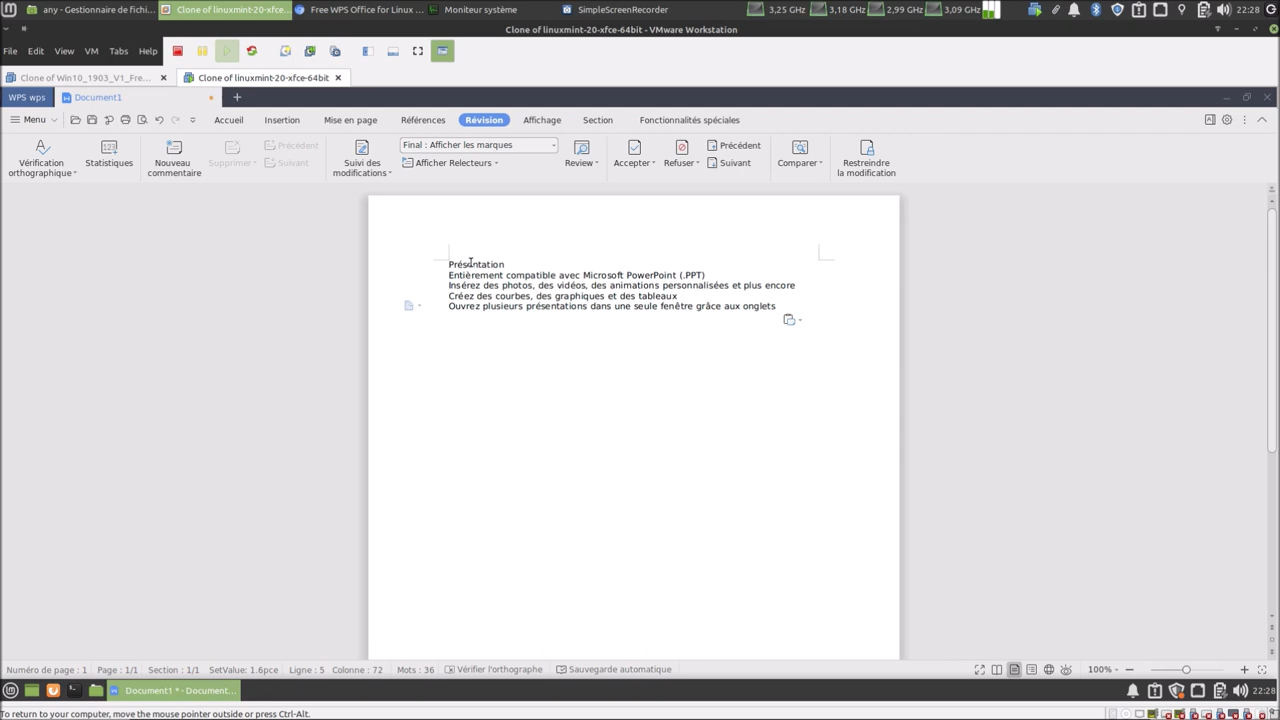 any - Gestionnaire de fichi...
Clone of linuxmint-20-xfce...
Free WPS Office for Linux ...
Moniteur système
SimpleScreenRecorder
3,25 GHz
3,18 GHz
2,99 GHz
3,09 GHz
22:28
Clone of linuxmint-20-xfce-64bit - VMware Workstation
File Edit View VM Tabs Help
Clone of Win10_1903_V1_Fre...
Clone of linuxmint-20-xfce-64bit
WPS wps
Document1
Menu
Accueil Insertion Mise en page Références Révision Affichage Section Fonctionnalités spéciales
Vérification
orthographique
Statistiques
Nouveau
commentaire
Supprimer
Précédent
Suivant
Suivi des
modifications
Final : Afficher les marques
Afficher Relecteurs
Review
Accepter
Refuser
Précédent
Suivant
Comparer
Restreindre
la modification
Présentation
Entièrement compatible avec Microsoft PowerPoint (.PPT)
Insérez des photos, des vidéos, des animations personnalisées et plus encore
Créez des courbes, des graphiques et des tableaux
Ouvrez plusieurs présentations dans une seule fenêtre grâce aux onglets
Numéro de page : 1 Page : 1/1 Section : 1/1 SetValue: 1.6pce Ligne : 5 Colonne : 72 Mots : 36 Vérifier l'orthographe Sauvegarde automatique 100%
Document1 * - Document...
22:28
To return to your computer, move the mouse pointer outside or press Ctrl-Alt.